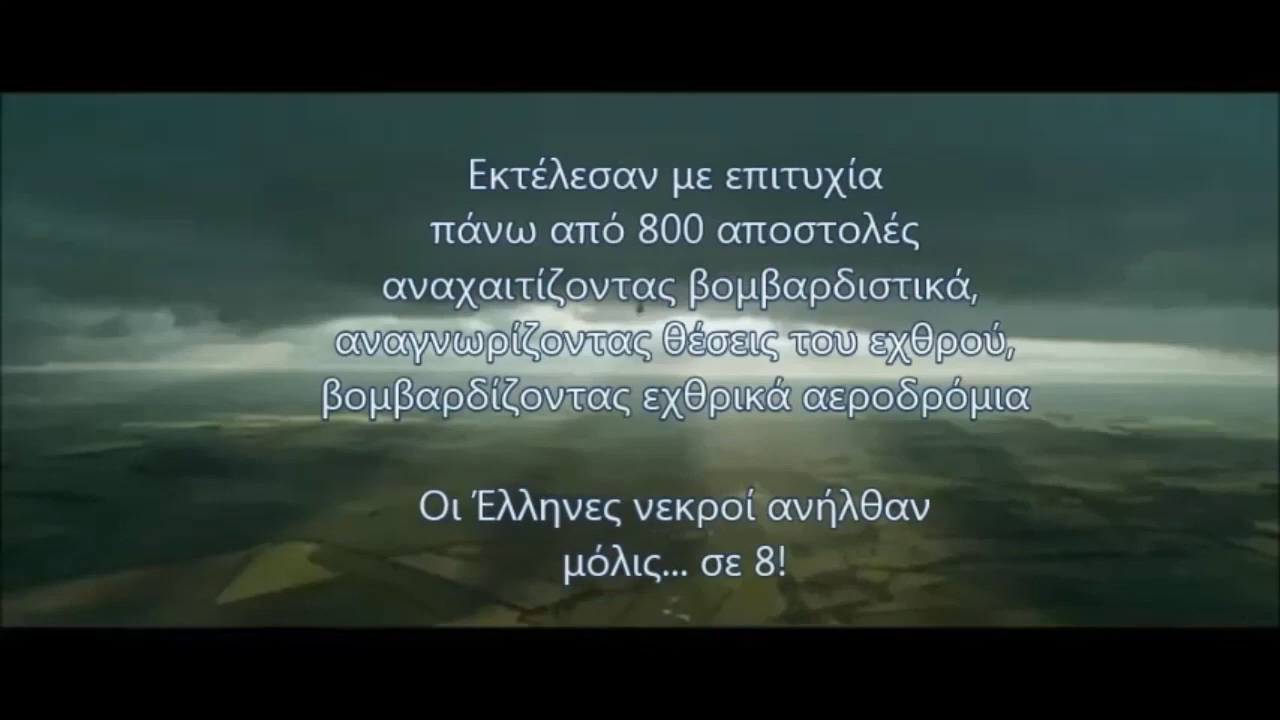 Εκτέλεσαν με επιτυχία
πάνω από 800 αποστολές
αναχαιτίζοντας βομβαρδιστικά,
αναγνωρίζοντας θέσεις του εχθρού,
βομβαρδίζοντας εχθρικά αεροδρόμια
Οι Έλληνες νεκροί ανήλθαν
μόλις... σε 8!